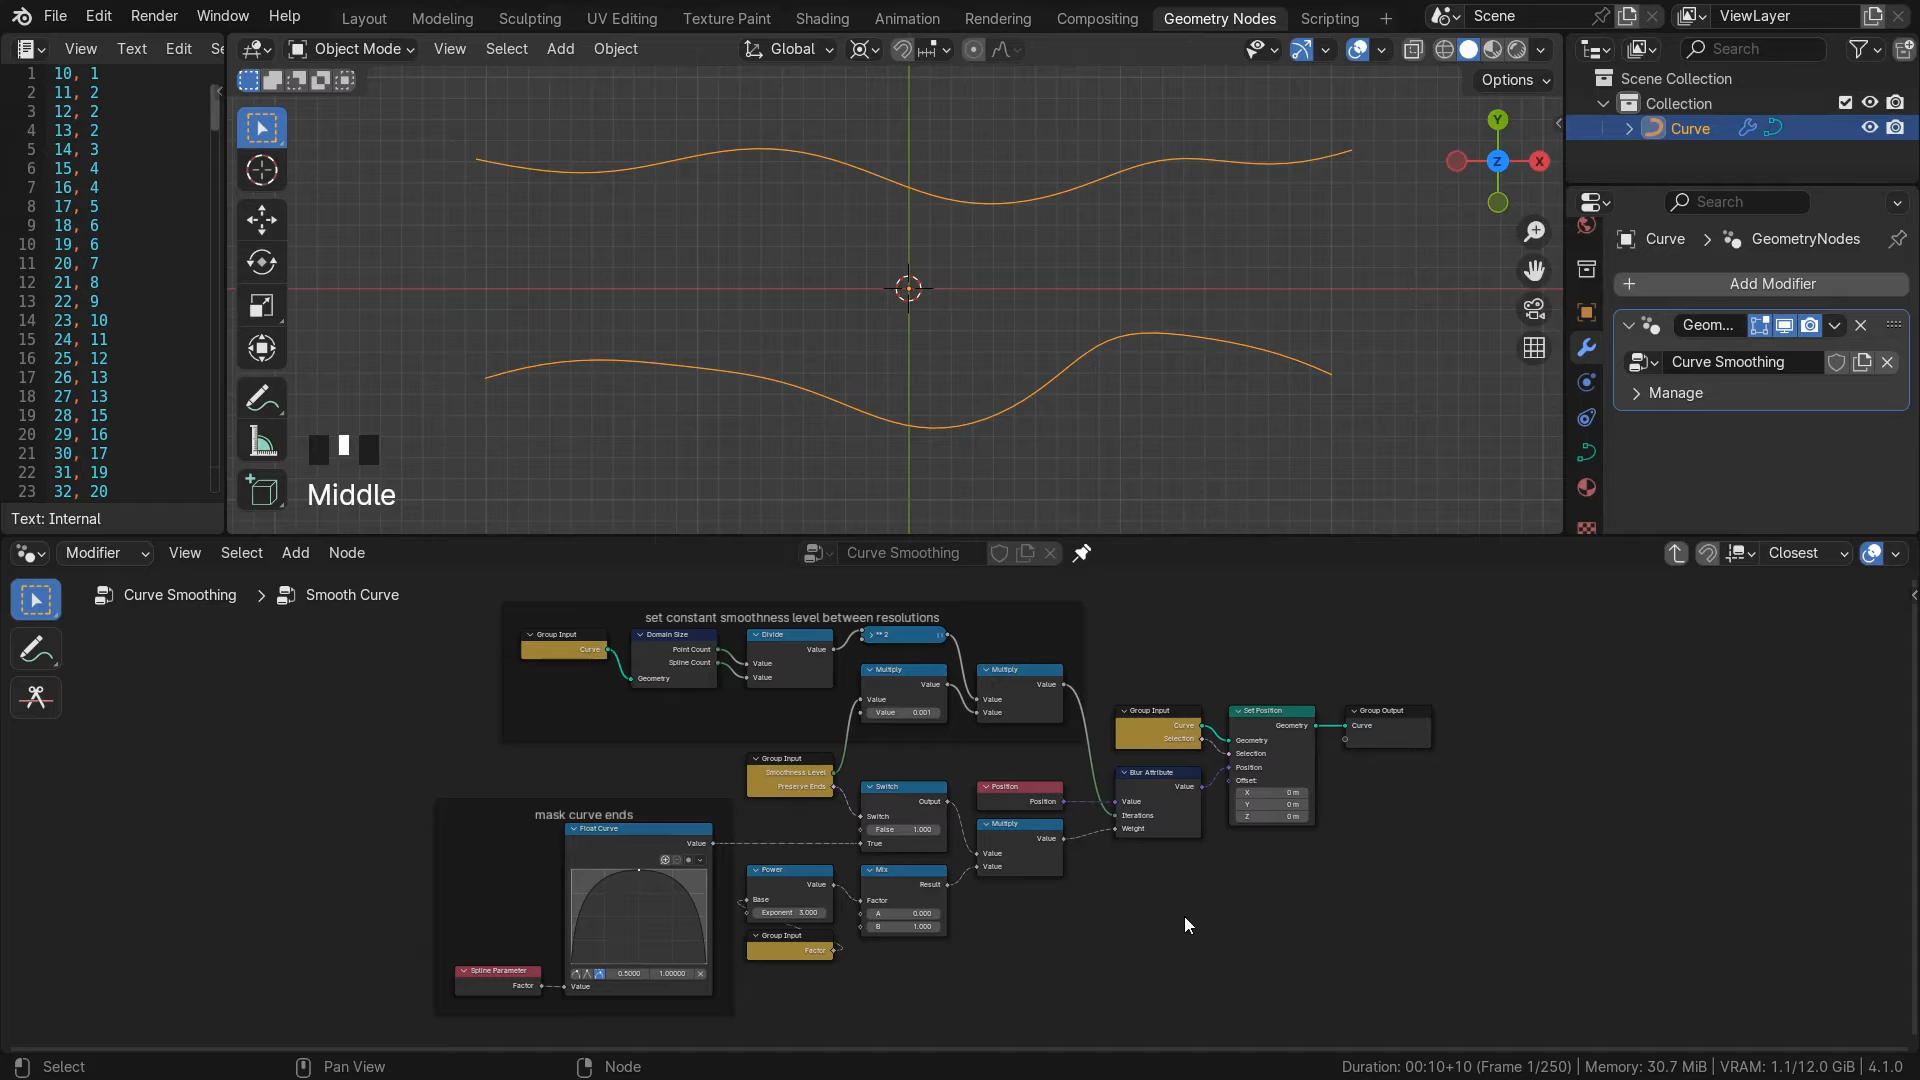 File Edit Render Window Help
Layout Modeling Sculpting UV Editing Texture Paint Shading Animation Rendering Compositing Geometry Nodes Scripting +
Scene
ViewLayer
View Text Edit Se
Object Mode View Select Add Object
Global
Search
Options
1 10, 1
2 11, 2
3 12, 2
4 13, 2
5 14, 3
6 15, 4
7 16, 4
8 17, 5
9 18, 6
10 19, 6
11 20, 7
12 21, 8
13 22, 9
14 23, 10
15 24, 11
16 25, 12
17 26, 13
18 27, 13
19 28, 15
20 29, 16
21 30, 17
22 31, 19
23 32, 20
Text: Internal
Y
Z
X
Middle
Scene Collection
Collection
Curve
Search
Curve > GeometryNodes
+ Add Modifier
Geom...
Curve Smoothing
Manage
Modifier View Select Add Node
Curve Smoothing
Closest
Curve Smoothing > Smooth Curve
set constant smoothness level between resolutions
Group Input
Curve
Domain Size
Point Count
Spline Count
Geometry
Divide
Value
Value
Value
** 2
Multiply
Value
Value
Value 0.001
Multiply
Value
Value
Value
Group Input
Smoothness Level
Preserve Ends
Switch
Output
Switch
False 1.000
True
Position
Position
Multiply
Value
Value
Value
Group Input
Curve
Selection
Blur Attribute
Value
Value
Iterations
Weight
Set Position
Geometry
Geometry
Selection
Position
Offset:
X 0 m
Y 0 m
Z 0 m
Group Output
Curve
mask curve ends
Float Curve
Value
0.5000 1.00000
Value
Spline Parameter
Factor
Power
Value
Base
Exponent 3.000
Group Input
Factor
Mix
Result
Factor
A 0.000
B 1.000
Select
Pan View
Node
Duration: 00:10+10 (Frame 1/250) | Memory: 30.7 MiB | VRAM: 1.1/12.0 GiB | 4.1.0